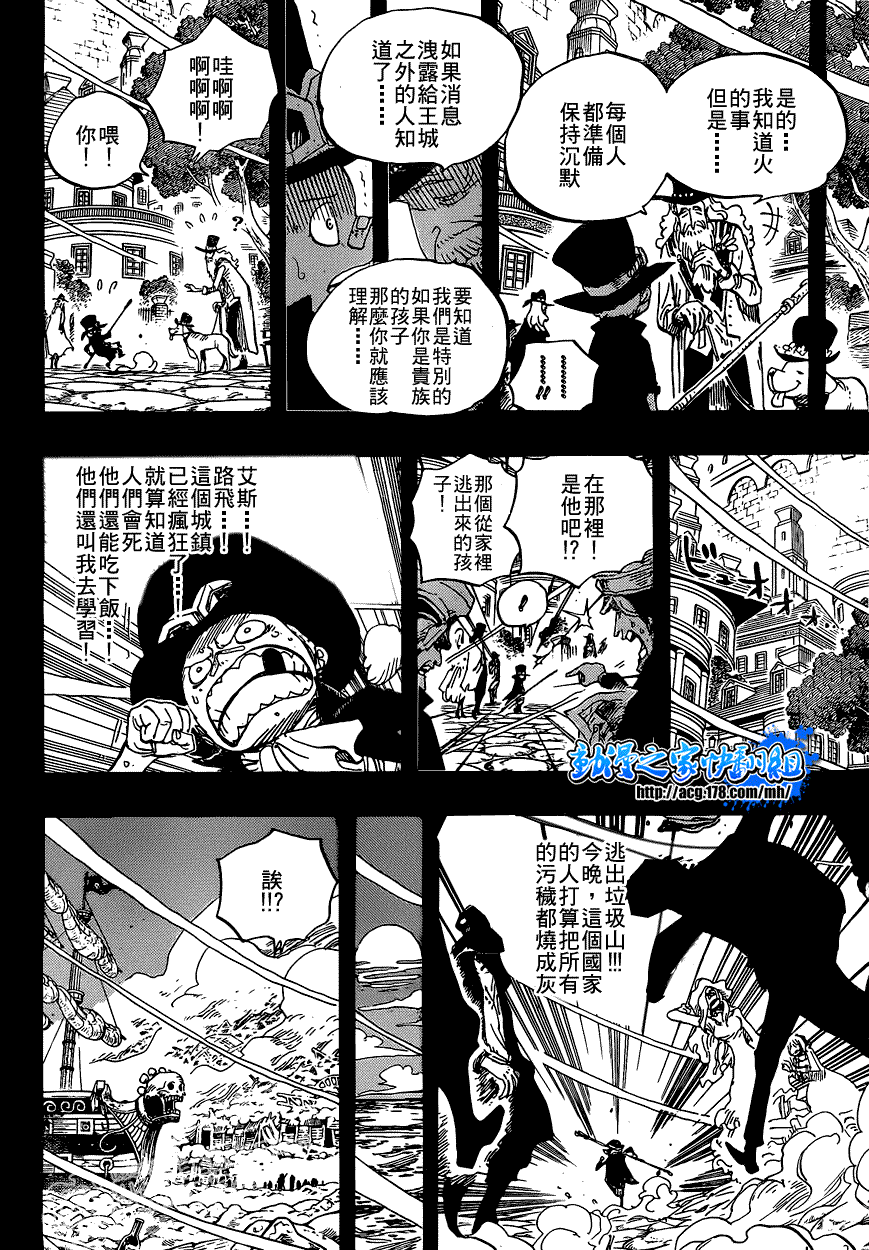 是的…
我知道火
的事
但是……
每個人
都準備
保持沉默
………!!
如果消息
洩露給王城
之外的人知
道了……
要知道
我們是特別的
如果你是貴族
的孩子
那麼你就應該
理解……
哇啊啊
啊啊啊
啊！
?
喂！
你！
ビュオォ
在那裡！
是他吧!?
那個從家裡
逃出來的孩
子！
!
艾斯……！
路飛…！
這個城鎮
已經瘋狂了……
就算知道
人們會死
他們還能吃下飯……！
他們還叫我去學習！
動漫之家快翻組
http://acg.178.com/mh/
逃出垃圾山!!!
今晚，這個國家
的人打算把所有
的污穢都燒成灰
誒!!?